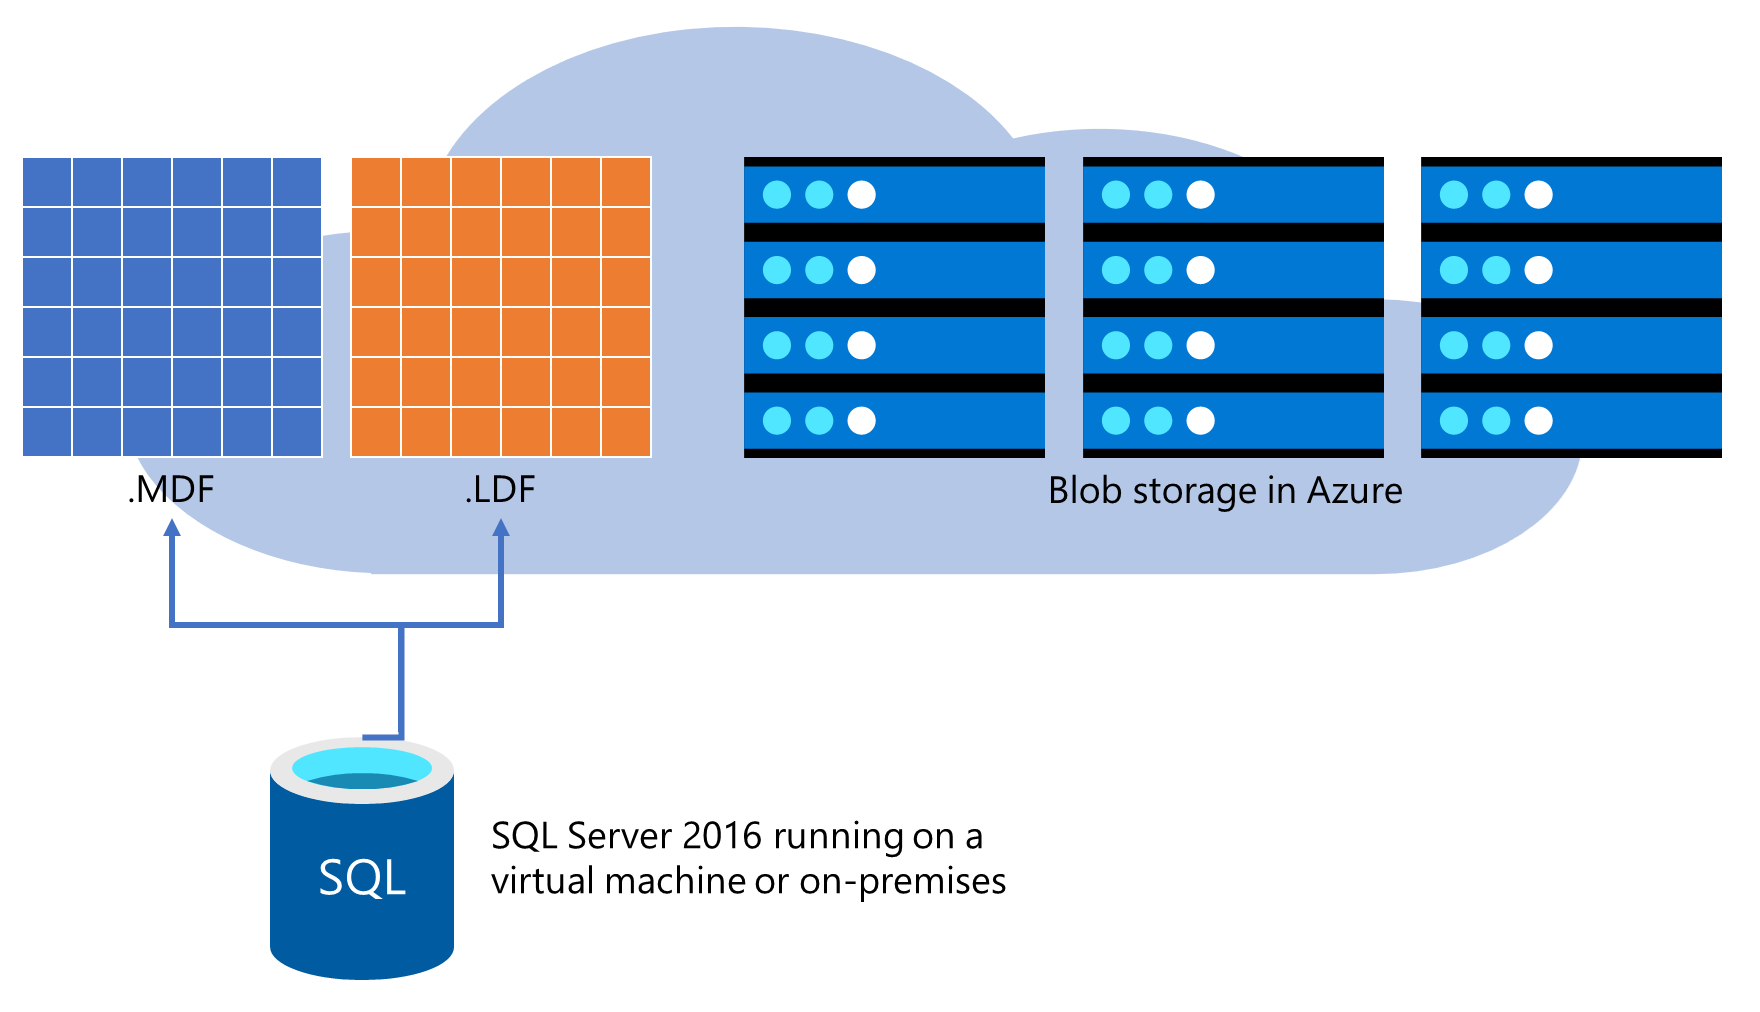 .MDF
.LDF
Blob storage in Azure
SQL
SQL Server 2016 running on a
virtual machine or on-premises